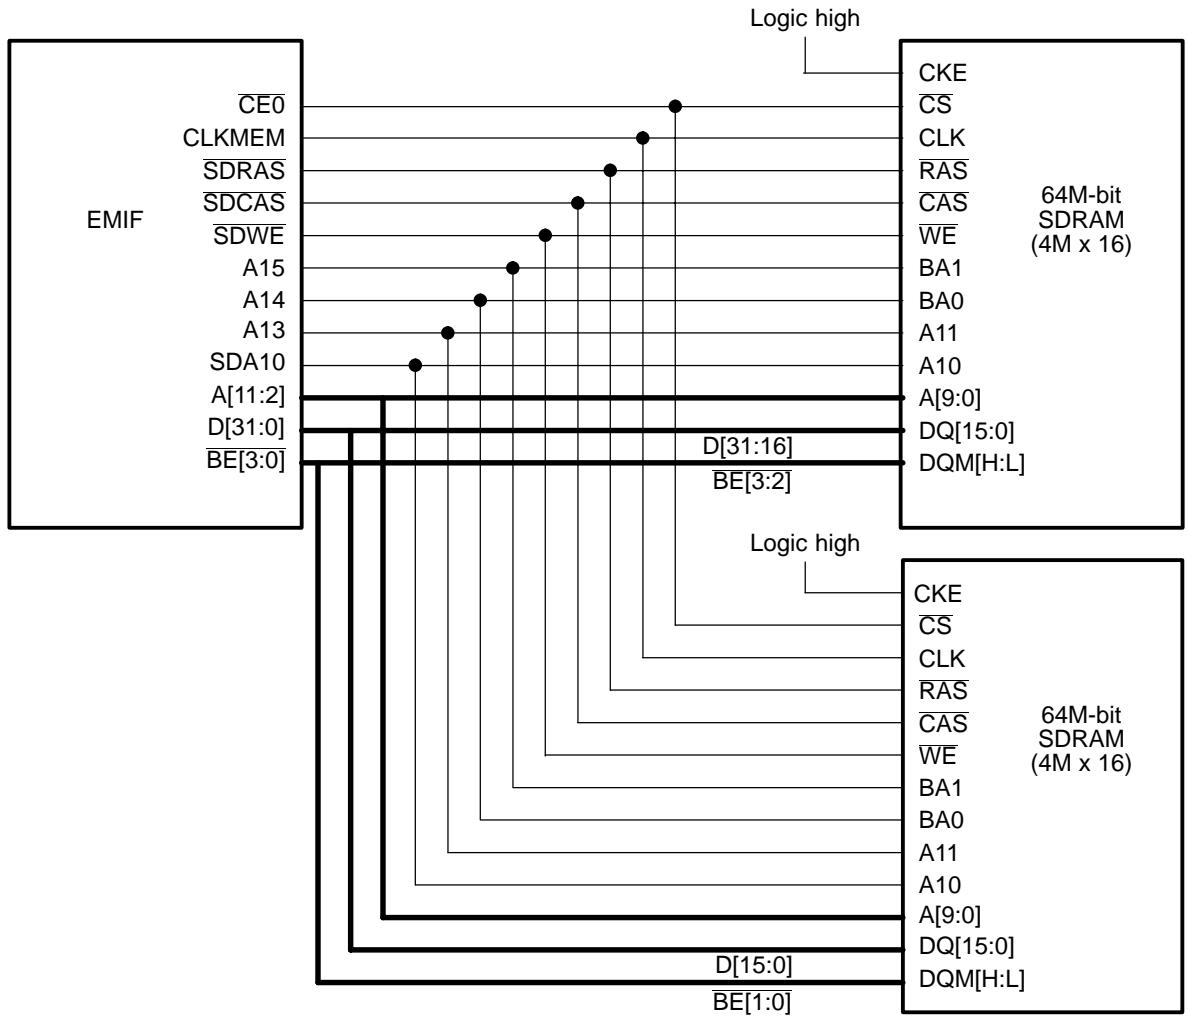 Logic high
CKE
CE0
CS
CLKMEM
CLK
SDRAS
RAS
SDCAS
CAS
EMIF
64M-bit
SDRAM
(4M x 16)
SDWE
WE
A15
BA1
A14
BA0
A13
A11
SDA10
A10
A[11:2]
A[9:0]
D[31:0]
DQ[15:0]
D[31:16]
BE[3:0]
DQM[H:L]
BE[3:2]
Logic high
CKE
CS
CLK
RAS
CAS
64M-bit
SDRAM
(4M x 16)
WE
BA1
BA0
A11
A10
A[9:0]
DQ[15:0]
D[15:0]
DQM[H:L]
BE[1:0]